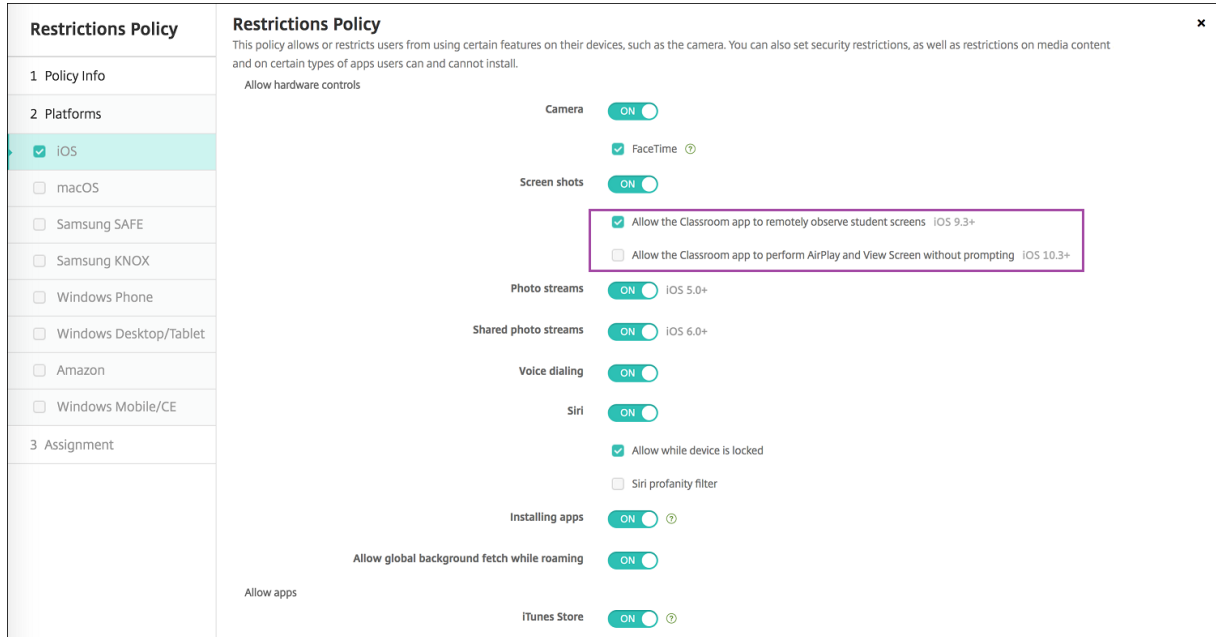 Restrictions Policy
1 Policy Info
2 Platforms
iOS
macOS
Samsung SAFE
Samsung KNOX
Windows Phone
Windows Desktop/Tablet
Amazon
Windows Mobile/CE
3 Assignment
Restrictions Policy
This policy allows or restricts users from using certain features on their devices, such as the camera. You can also set security restrictions, as well as restrictions on media content
and on certain types of apps users can and cannot install.
Allow hardware controls
Camera ON
FaceTime ?
Screen shots ON
Allow the Classroom app to remotely observe student screens iOS 9.3+
Allow the Classroom app to perform AirPlay and View Screen without prompting iOS 10.3+
Photo streams ON iOS 5.0+
Shared photo streams ON iOS 6.0+
Voice dialing ON
Siri ON
Allow while device is locked
Siri profanity filter
Installing apps ON ?
Allow global background fetch while roaming ON
Allow apps
iTunes Store ON ?